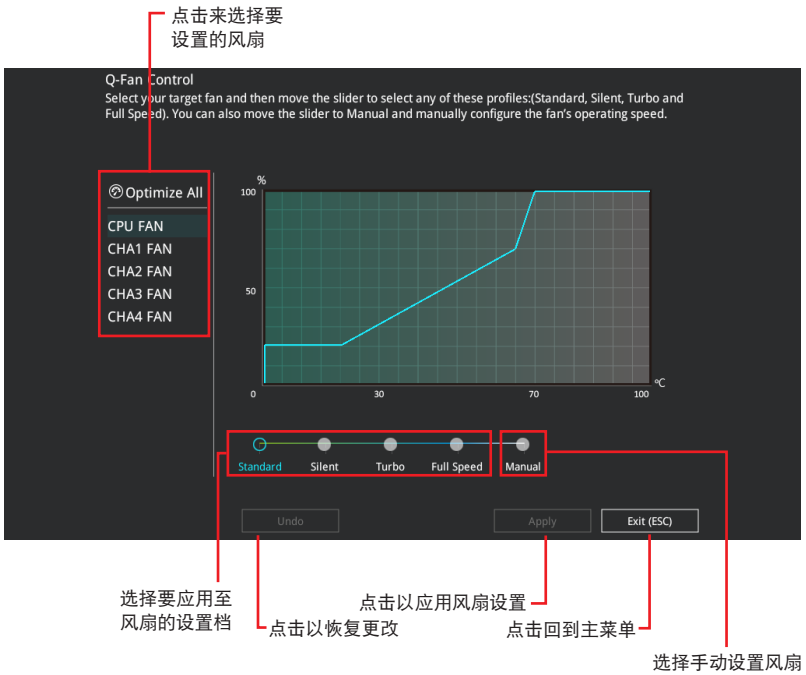 点击来选择要
设置的风扇
Q-Fan Control
Select your target fan and then move the slider to select any of these profiles:(Standard, Silent, Turbo and
Full Speed). You can also move the slider to Manual and manually configure the fan's operating speed.
Optimize All
CPU FAN
CHA1 FAN
CHA2 FAN
CHA3 FAN
CHA4 FAN
%
100
50
0 30 70 100
ºC
Standard Silent Turbo Full Speed Manual
Undo Apply Exit (ESC)
选择要应用至
风扇的设置档
点击以恢复更改
点击以应用风扇设置
点击回到主菜单
选择手动设置风扇